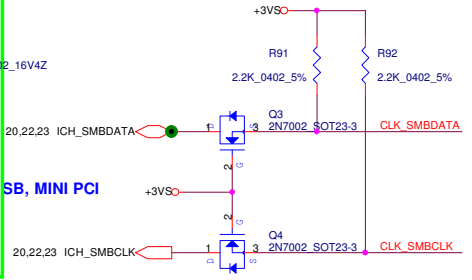 +3VS
R91
R92
02_16V4Z
2.2K_0402_5%
2.2K_0402_5%
Q3
20,22,23 ICH_SMBDATA
1
D
S
3
2N7002_SOT23-3
CLK_SMBDATA
2
G
SB, MINI PCI
+3VS
2
G
Q4
20,22,23 ICH_SMBCLK
1
D
S
3
2N7002_SOT23-3
CLK_SMBCLK